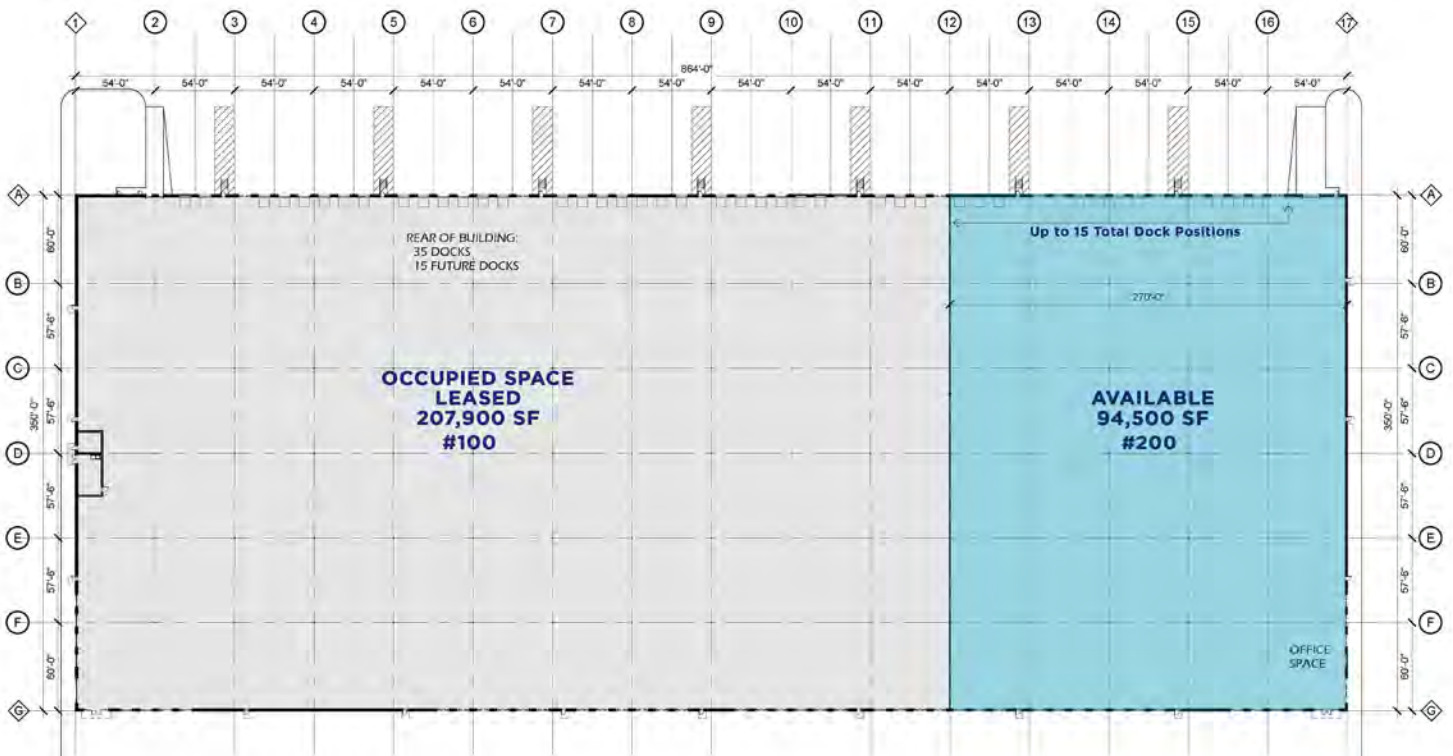 1 2 3 4 5 6 7 8 9 10 11 12 13 14 15 16 17
864'-0"
54'-0" 54'-0" 54'-0" 54'-0" 54'-0" 54'-0" 54'-0" 54'-0" 54'-0" 54'-0" 54'-0" 54'-0" 54'-0" 54'-0" 54'-0" 54'-0"
A A
60'-0" 60'-0"
REAR OF BUILDING:
35 DOCKS
15 FUTURE DOCKS
Up to 15 Total Dock Positions
B B
270'-0"
57'-6" 57'-6"
C C
OCCUPIED SPACE
LEASED
207,900 SF
#100
AVAILABLE
94,500 SF
#200
350'-0" 57'-6" 350'-0" 57'-6"
D D
57'-6" 57'-6"
E E
57'-6" 57'-6"
F F
60'-0" 60'-0"
OFFICE
SPACE
G G